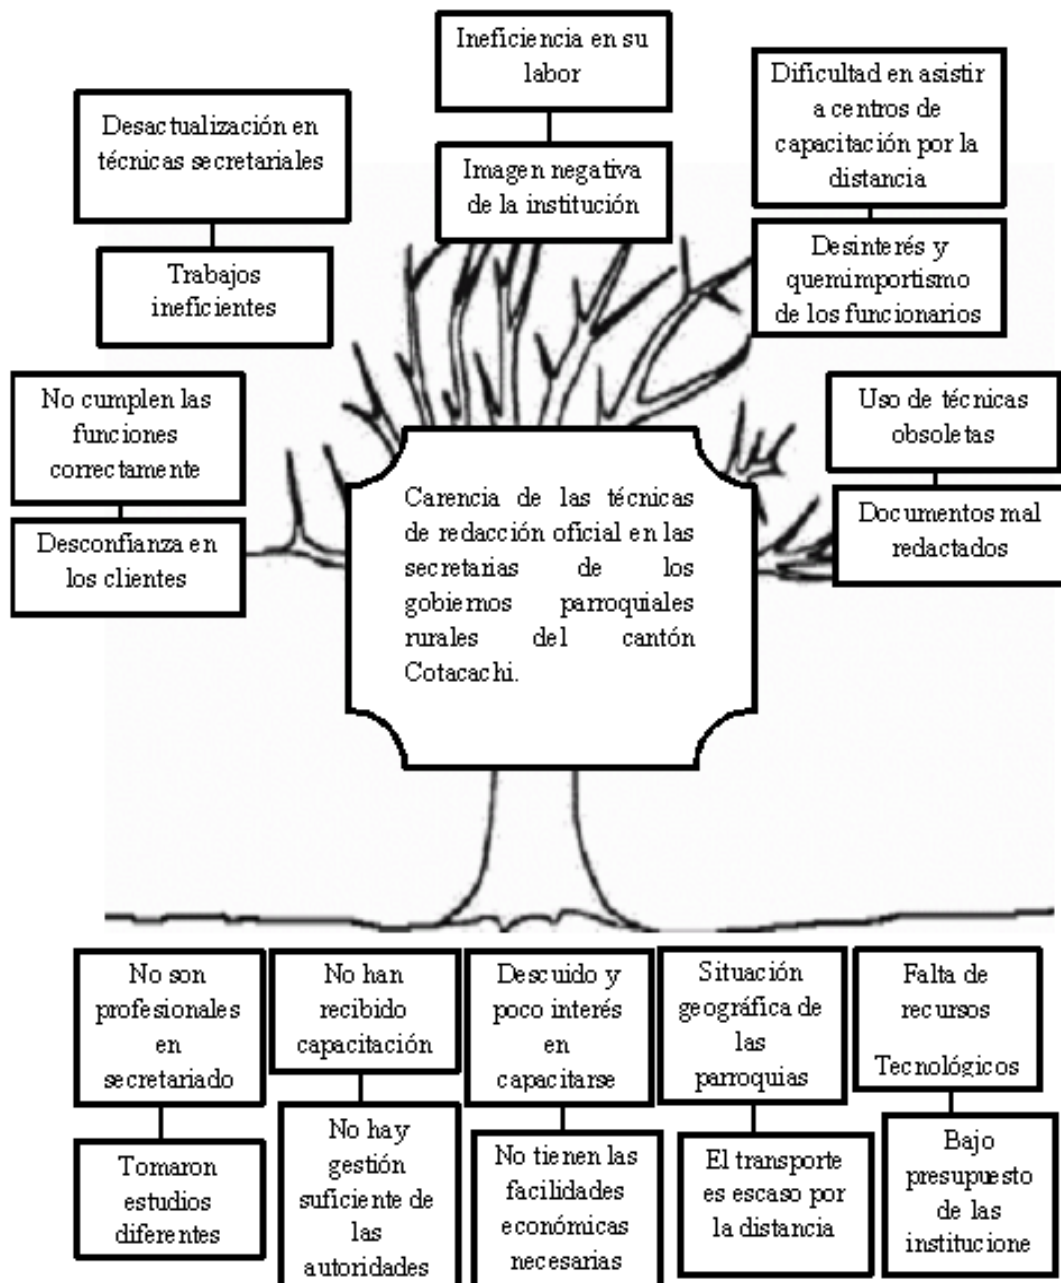 Ineficiencia en su
labor
Imagen negativa
de la institución
Dificultad en asistir
a centros de
capacitación por la
distancia
Desinterés y
quemimportismo
de los funcionarios
Desactualización en
técnicas secretariales
Trabajos
ineficientes
No cumplen las
funciones
correctamente
Desconfianza en
los clientes
Uso de técnicas
obsoletas
Documentos mal
redactados
Carencia de las técnicas
de redacción oficial en las
secretarias de los
gobiernos parroquiales
rurales del cantón
Cotacachi.
No son
profesionales
en
secretariado
Tomaron
estudios
diferentes
No han
recibido
capacitación
No hay
gestión
suficiente de
las
autoridades
Descuido y
poco interés
en
capacitarse
No tienen las
facilidades
económicas
necesarias
Situación
geográfica de
las
parroquias
El transporte
es escaso por
la distancia
Falta de
recursos
Tecnológicos
Bajo
presupuesto
de las
institucione